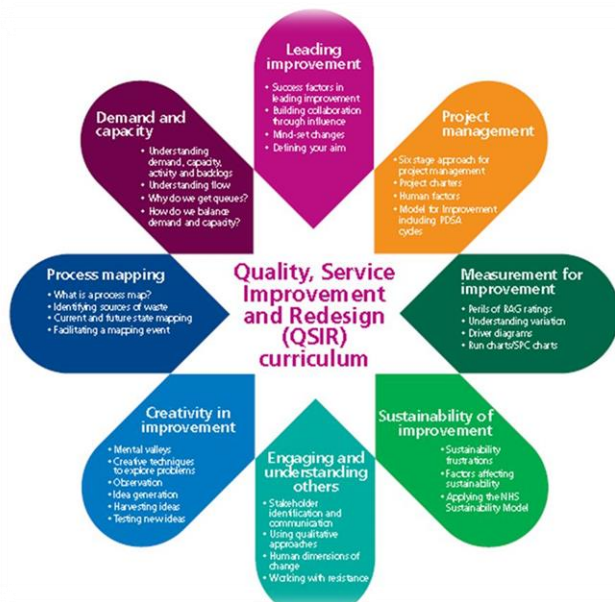 Leading
improvement
• Success factors in
leading improvement
• Building collaboration
through influence
• Mind-set changes
• Defining your aim
Project
management
• Six stage approach for
project management
• Project charters
• Human factors
• Model for Improvement
including PDSA
cycles
Measurement for
improvement
• Perils of RAG ratings
• Understanding variation
• Driver diagrams
• Run charts/SPC charts
Sustainability of
improvement
• Sustainability
frustrations
• Factors affecting
sustainability
• Applying the NHS
Sustainability Model
Engaging and
understanding
others
• Stakeholder
identification and
communication
• Using qualitative
approaches
• Human dimensions of
change
• Working with resistance
Creativity in
improvement
• Mental valleys
• Creative techniques
to explore problems
• Observation
• Idea generation
• Harvesting ideas
• Testing new ideas
Process mapping
• What is a process map?
• Identifying sources of waste
• Current and future state mapping
• Facilitating a mapping event
Demand and
capacity
• Understanding
demand, capacity,
activity and backlogs
• Understanding flow
• Why do we get queues?
• How do we balance
demand and capacity?
Quality, Service
Improvement
and Redesign
(QSIR)
curriculum